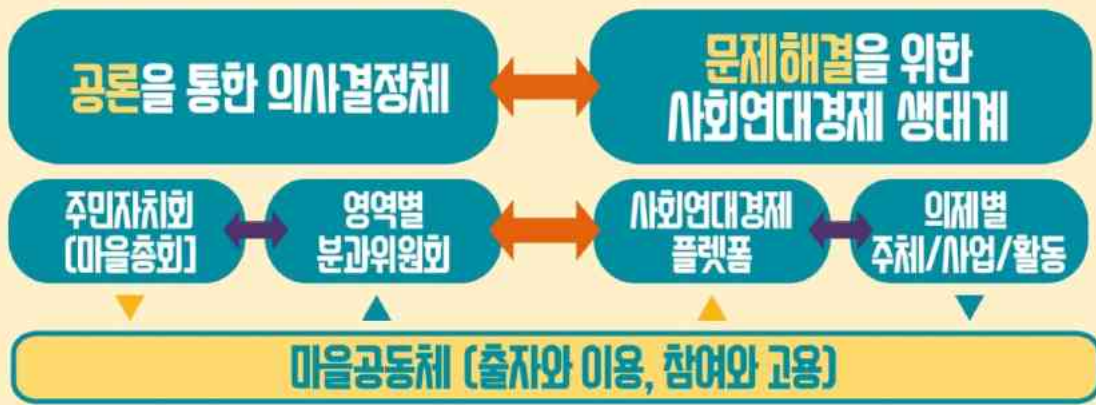 공론을 통한 의사결정체
문제해결을 위한
사회연대경제 생태계
주민자치회
(마을총회)
영역별
분과위원회
사회연대경제
플랫폼
의제별
주체/사업/활동
마을공동체 (출자와 이용, 참여와 고용)